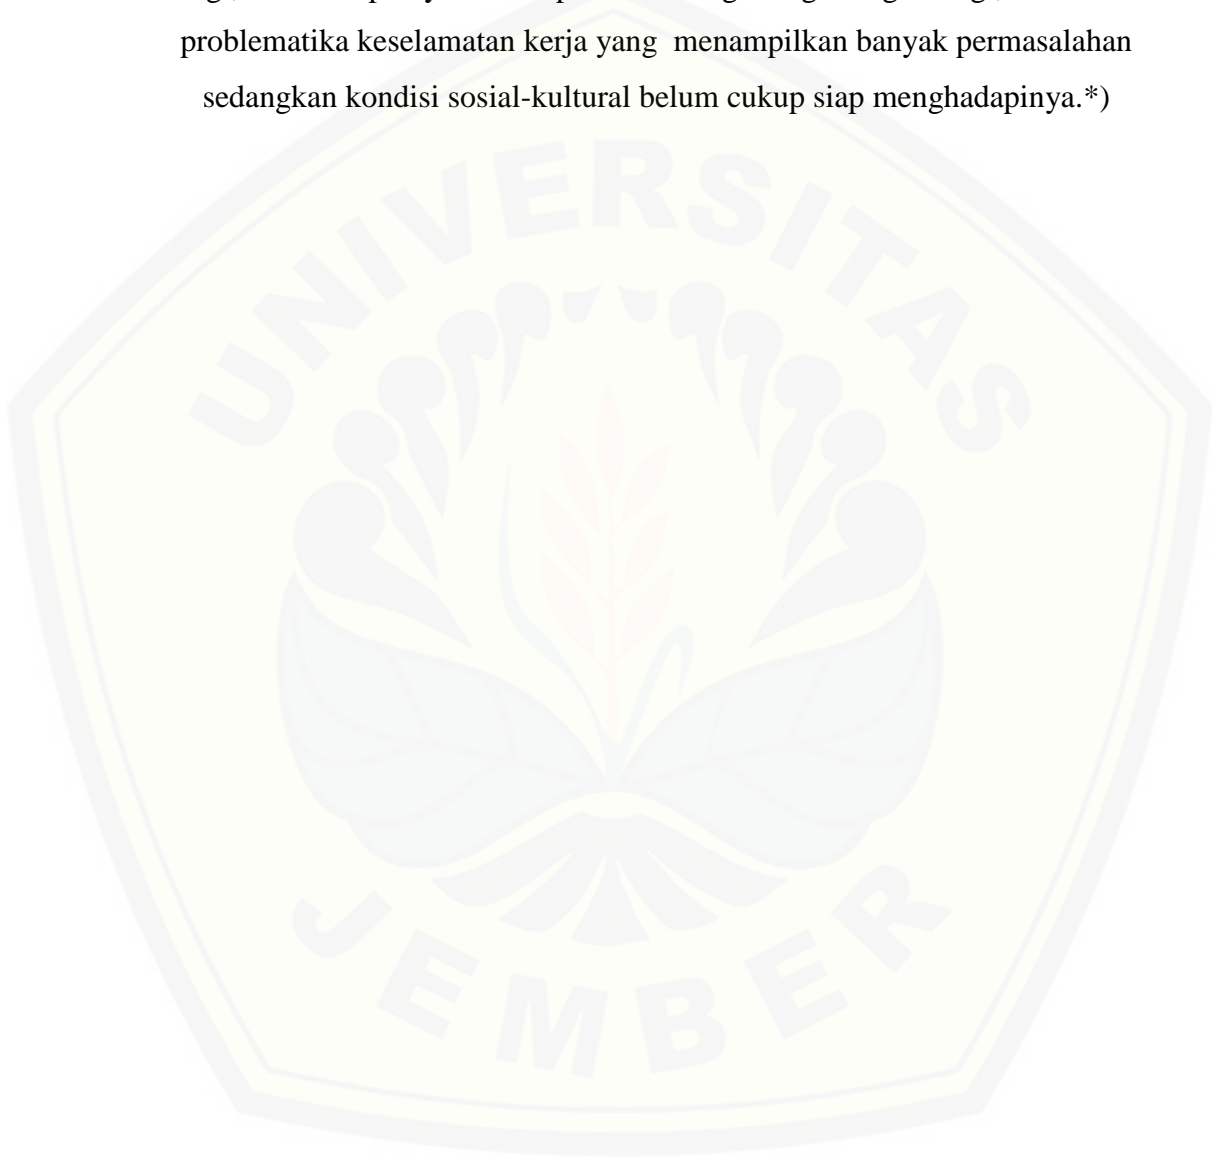 problematika keselamatan kerja yang  menampilkan banyak permasalahan
sedangkan kondisi sosial-kultural belum cukup siap menghadapinya.*)
UNIVERSITAS
JEMBER